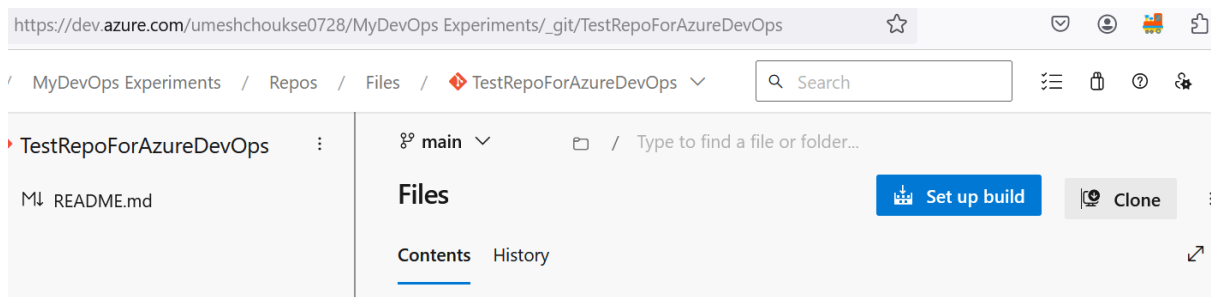 https://dev.azure.com/umeshchoukse0728/MyDevOps Experiments/_git/TestRepoForAzureDevOps
/ MyDevOps Experiments / Repos / Files / TestRepoForAzureDevOps
Search
TestRepoForAzureDevOps
README.md
main
/ Type to find a file or folder...
Files
Set up build
Clone
Contents History